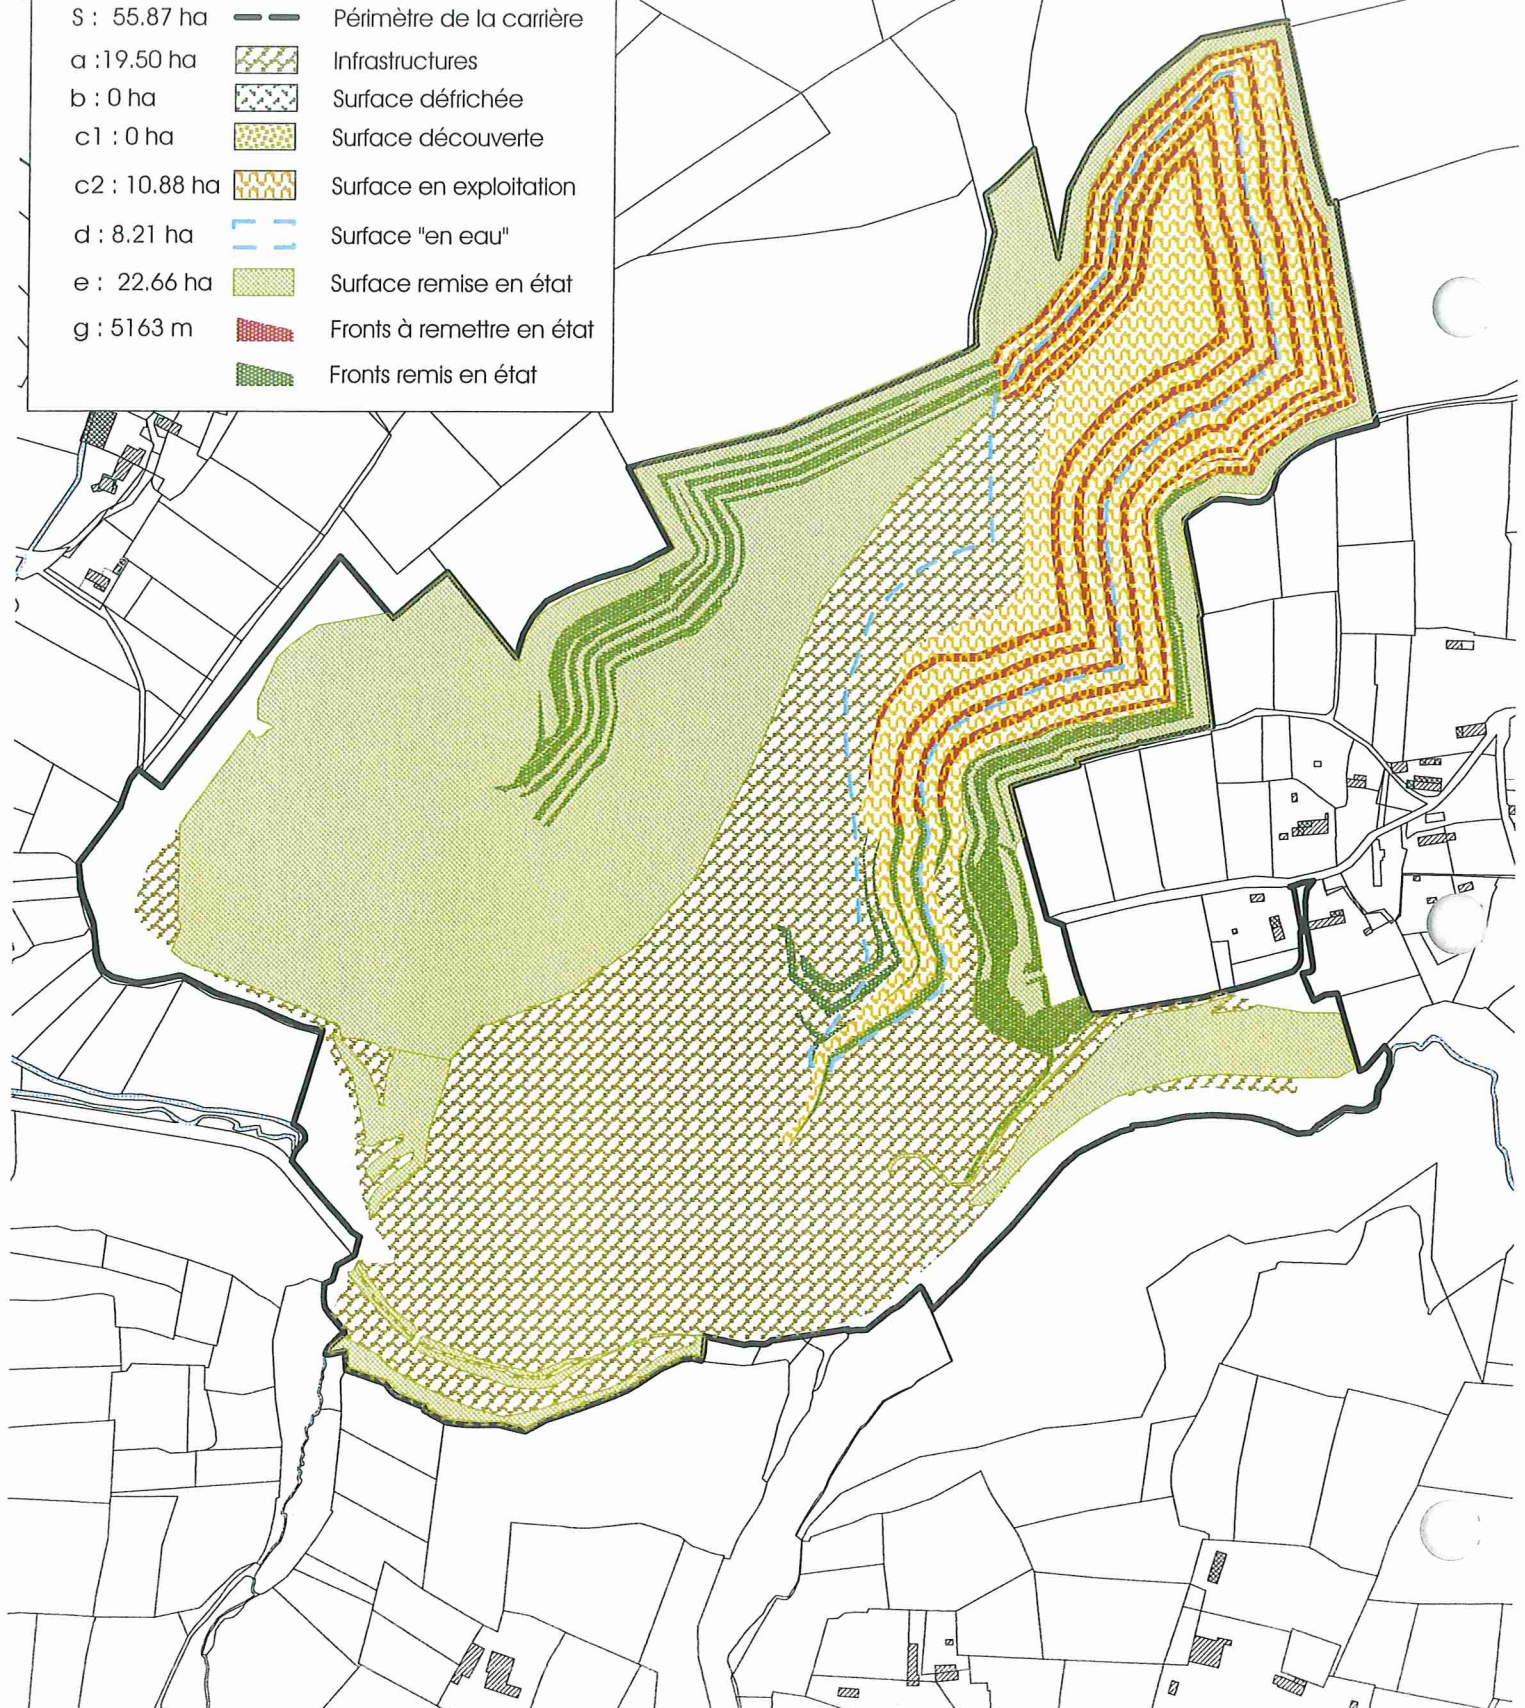 S : 55.87 ha Périmètre de la carrière
a :19.50 ha Infrastructures
b : 0 ha Surface défrichée
c1 : 0 ha Surface découverte
c2 : 10.88 ha Surface en exploitation
d : 8.21 ha Surface "en eau"
e : 22.66 ha Surface remise en état
g : 5163 m Fronts à remettre en état
Fronts remis en état